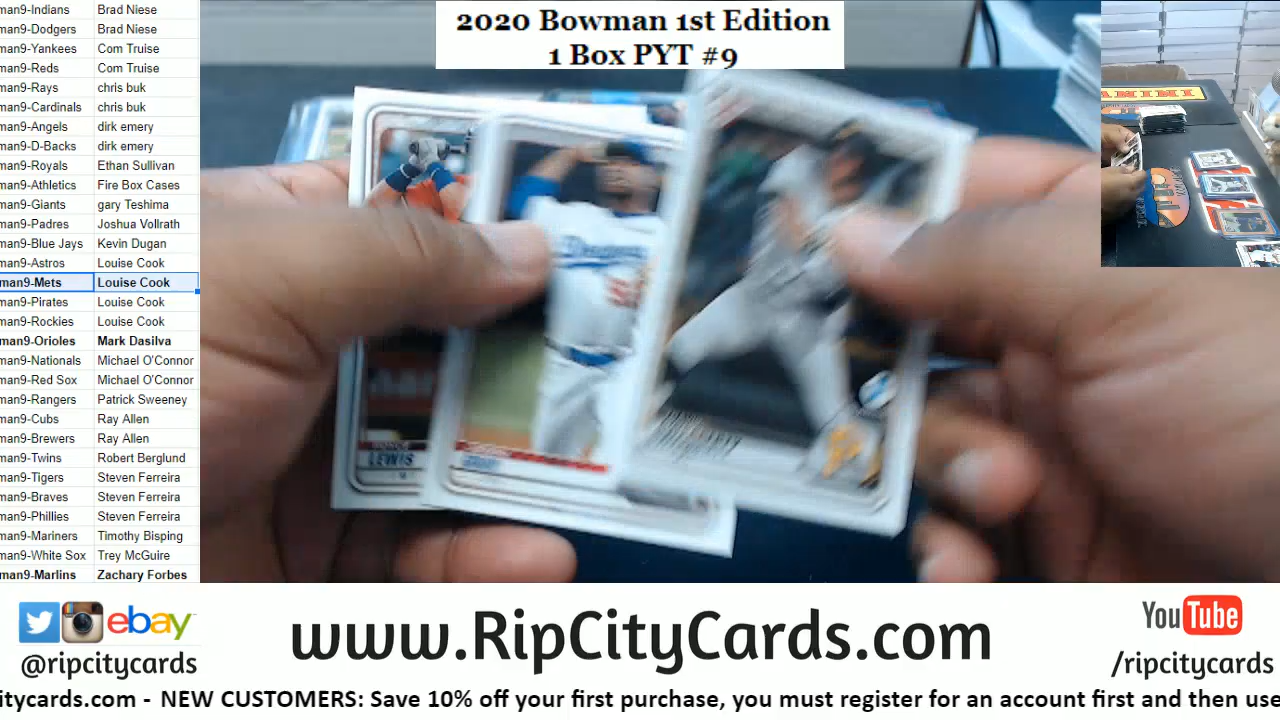 2020 Bowman 1st Edition
1 Box PYT #9
man9-Indians Brad Niese
man9-Dodgers Brad Niese
man9-Yankees Com Truise
man9-Reds Com Truise
man9-Rays chris buk
man9-Cardinals chris buk
man9-Angels dirk emery
man9-D-Backs dirk emery
man9-Royals Ethan Sullivan
man9-Athletics Fire Box Cases
man9-Giants gary Teshima
man9-Padres Joshua Vollrath
man9-Blue Jays Kevin Dugan
man9-Astros Louise Cook
man9-Mets Louise Cook
man9-Pirates Louise Cook
man9-Rockies Louise Cook
man9-Orioles Mark Dasilva
man9-Nationals Michael O'Connor
man9-Red Sox Michael O'Connor
man9-Rangers Patrick Sweeney
man9-Cubs Ray Allen
man9-Brewers Ray Allen
man9-Twins Robert Berglund
man9-Tigers Steven Ferreira
man9-Braves Steven Ferreira
man9-Phillies Steven Ferreira
man9-Mariners Timothy Bisping
man9-White Sox Trey McGuire
man9-Marlins Zachary Forbes
PANINI
LEWIS
ebay
@ripcitycards
www.RipCityCards.com
YouTube
/ripcitycards
citycards.com - NEW CUSTOMERS: Save 10% off your first purchase, you must register for an account first and then use